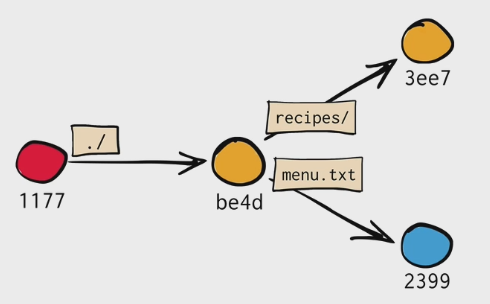 ./
1177
be4d
recipes/
menu.txt
3ee7
2399